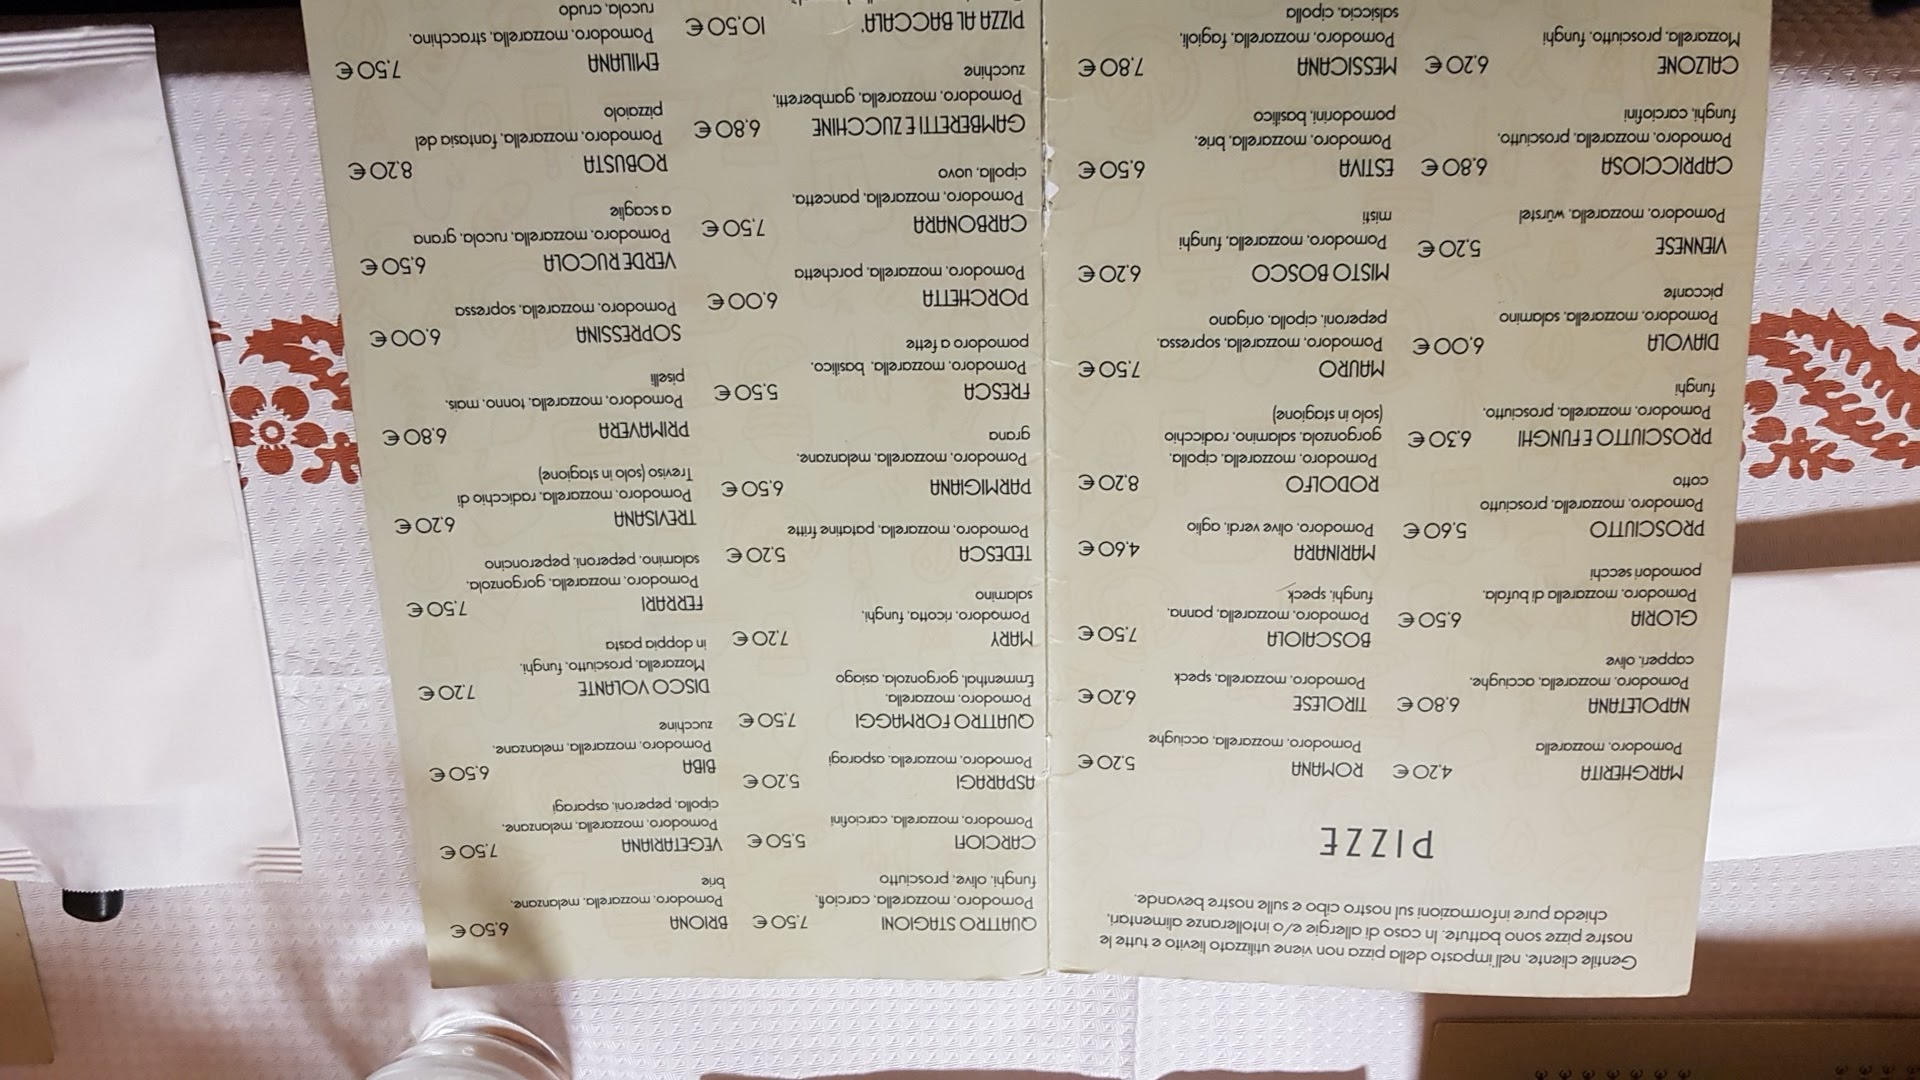 Gentile cliente, nell'impasto della pizza non viene utilizzato lievito e tutte le
nostre pizze sono battute. In caso di allergie e/o intolleranze alimentari,
chieda pure informazioni sul nostro cibo e sulle nostre bevande.
PIZZE
MARGHERITA 4,20 €
Pomodoro, mozzarella
NAPOLETANA 6,80 €
Pomodoro, mozzarella, acciughe,
capperi, olive
GLORIA 6,50 €
Pomodoro, mozzarella di bufala,
pomodori secchi
PROSCIUTTO 5,60 €
Pomodoro, mozzarella, prosciutto
cotto
PROSCIUTTO E FUNGHI 6,30 €
Pomodoro, mozzarella, prosciutto,
funghi
DIAVOLA 6,00 €
Pomodoro, mozzarella, salamino
piccante
VIENNESE 5,20 €
Pomodoro, mozzarella, würstel
CAPRICCIOSA 6,80 €
Pomodoro, mozzarella, prosciutto,
funghi, carciofini
CALZONE 6,20 €
Mozzarella, prosciutto, funghi
ROMANA 5,20 €
Pomodoro, mozzarella, acciughe
TIROLESE 6,20 €
Pomodoro, mozzarella, speck
BOSCAIOLA 7,50 €
Pomodoro, mozzarella, panna,
funghi, speck
MARINARA 4,60 €
Pomodoro, olive verdi, aglio
RODOLFO 8,20 €
Pomodoro, mozzarella, cipolla,
gorgonzola, salamino, radicchio
(solo in stagione)
MAURO 7,50 €
Pomodoro, mozzarella, sopressa,
peperoni, cipolla, origano
MISTO BOSCO 6,20 €
Pomodoro, mozzarella, funghi
misti
ESTIVA 6,50 €
Pomodoro, mozzarella, brie,
pomodorini, basilico
MESSICANA 7,80 €
Pomodoro, mozzarella, fagioli,
salsiccia, cipolla
QUATTRO STAGIONI 7,50 €
Pomodoro, mozzarella, carciofi,
funghi, olive, prosciutto
CARCIOFI 5,50 €
Pomodoro, mozzarella, carciofini
ASPARAGI 5,20 €
Pomodoro, mozzarella, asparagi
QUATTRO FORMAGGI 7,50 €
Pomodoro, mozzarella,
Emmenthal, gorgonzola, asiago
MARY 7,20 €
Pomodoro, ricotta, funghi,
salamino
TEDESCA 5,20 €
Pomodoro, mozzarella, patatine fritte
PARMIGIANA 6,50 €
Pomodoro, mozzarella, melanzane,
grana
FRESCA 5,50 €
Pomodoro, mozzarella, basilico,
pomodoro a fette
PORCHETTA 6,00 €
Pomodoro, mozzarella, porchetta
CARBONARA 7,50 €
Pomodoro, mozzarella, pancetta,
cipolla, uovo
GAMBERETTI E ZUCCHINE 6,80 €
Pomodoro, mozzarella, gamberetti,
zucchine
PIZZA AL BACCALA' 10,50 €
BRIONA 6,50 €
Pomodoro, mozzarella, melanzane,
brie
VEGETARIANA 7,50 €
Pomodoro, mozzarella, melanzane,
cipolla, peperoni, asparagi
BIBA 6,50 €
Pomodoro, mozzarella, melanzane,
zucchine
DISCO VOLANTE 7,20 €
Mozzarella, prosciutto, funghi,
in doppia pasta
FERRARI 7,50 €
Pomodoro, mozzarella, gorgonzola,
salamino, peperoni, peperoncino
TREVISANA 6,20 €
Pomodoro, mozzarella, radicchio di
Treviso (solo in stagione)
PRIMAVERA 6,80 €
Pomodoro, mozzarella, tonno, mais,
piselli
SOPRESSINA 6,00 €
Pomodoro, mozzarella, sopressa
VERDE RUCOLA 6,50 €
Pomodoro, mozzarella, rucola, grana
a scaglie
ROBUSTA 8,20 €
Pomodoro, mozzarella, fantasia del
pizzaiolo
EMILIANA 7,50 €
Pomodoro, mozzarella, stracchino,
rucola, crudo